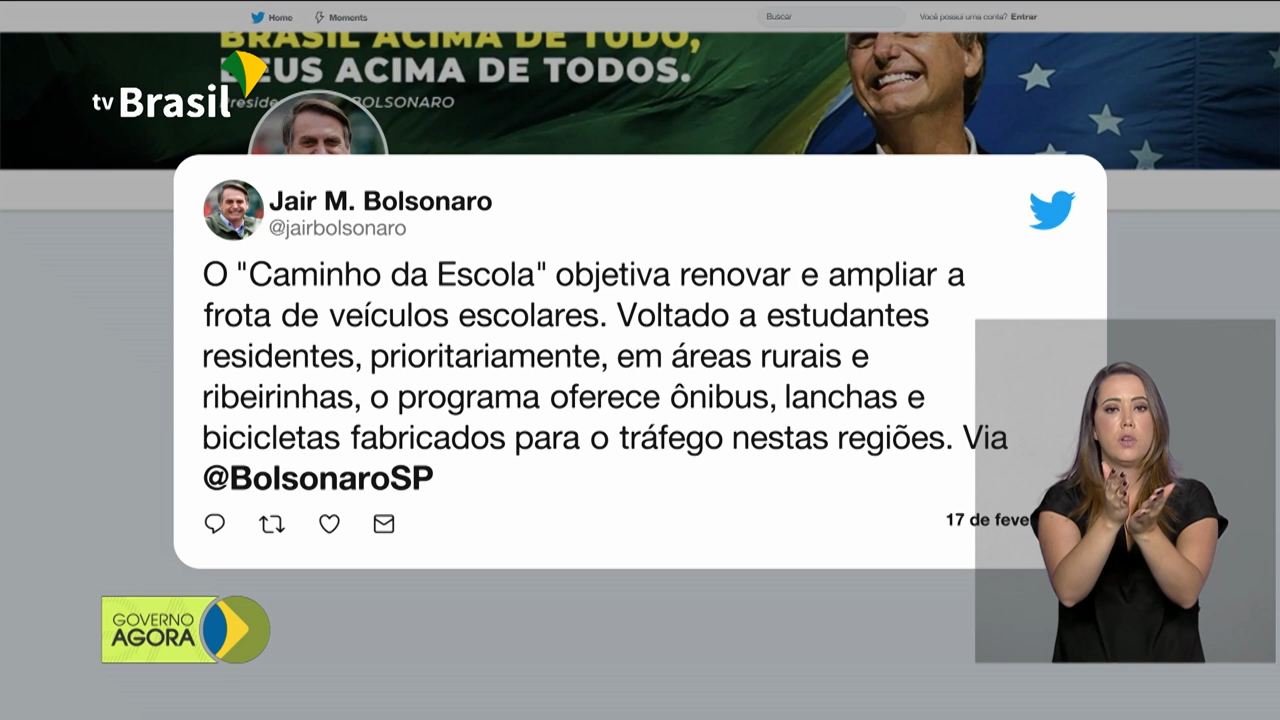 Home
Moments
Buscar
Você possui uma conta? Entrar
BRASIL ACIMA DE TUDO,
DEUS ACIMA DE TODOS.
BOLSONARO
tv Brasil
Jair M. Bolsonaro
@jairbolsonaro
O "Caminho da Escola" objetiva renovar e ampliar a
frota de veículos escolares. Voltado a estudantes
residentes, prioritariamente, em áreas rurais e
ribeirinhas, o programa oferece ônibus, lanchas e
bicicletas fabricados para o tráfego nestas regiões. Via
@BolsonaroSP
17 de feve
GOVERNO
AGORA